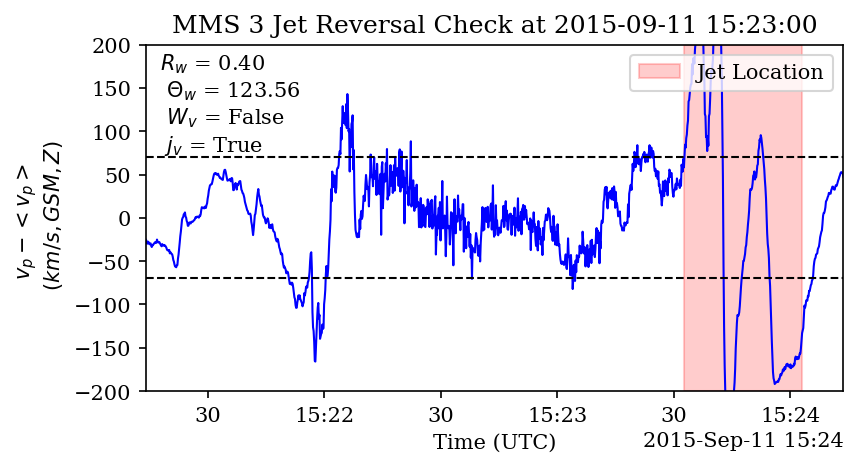 MMS 3 Jet Reversal Check at 2015-09-11 15:23:00
R_w = 0.40
Θ_w = 123.56
W_v = False
j_v = True
Jet Location
200
150
100
50
0
−50
−100
−150
−200
v_p − < v_p >
(km/s, GSM, Z)
30 15:22 30 15:23 30 15:24
Time (UTC)
2015-Sep-11 15:24